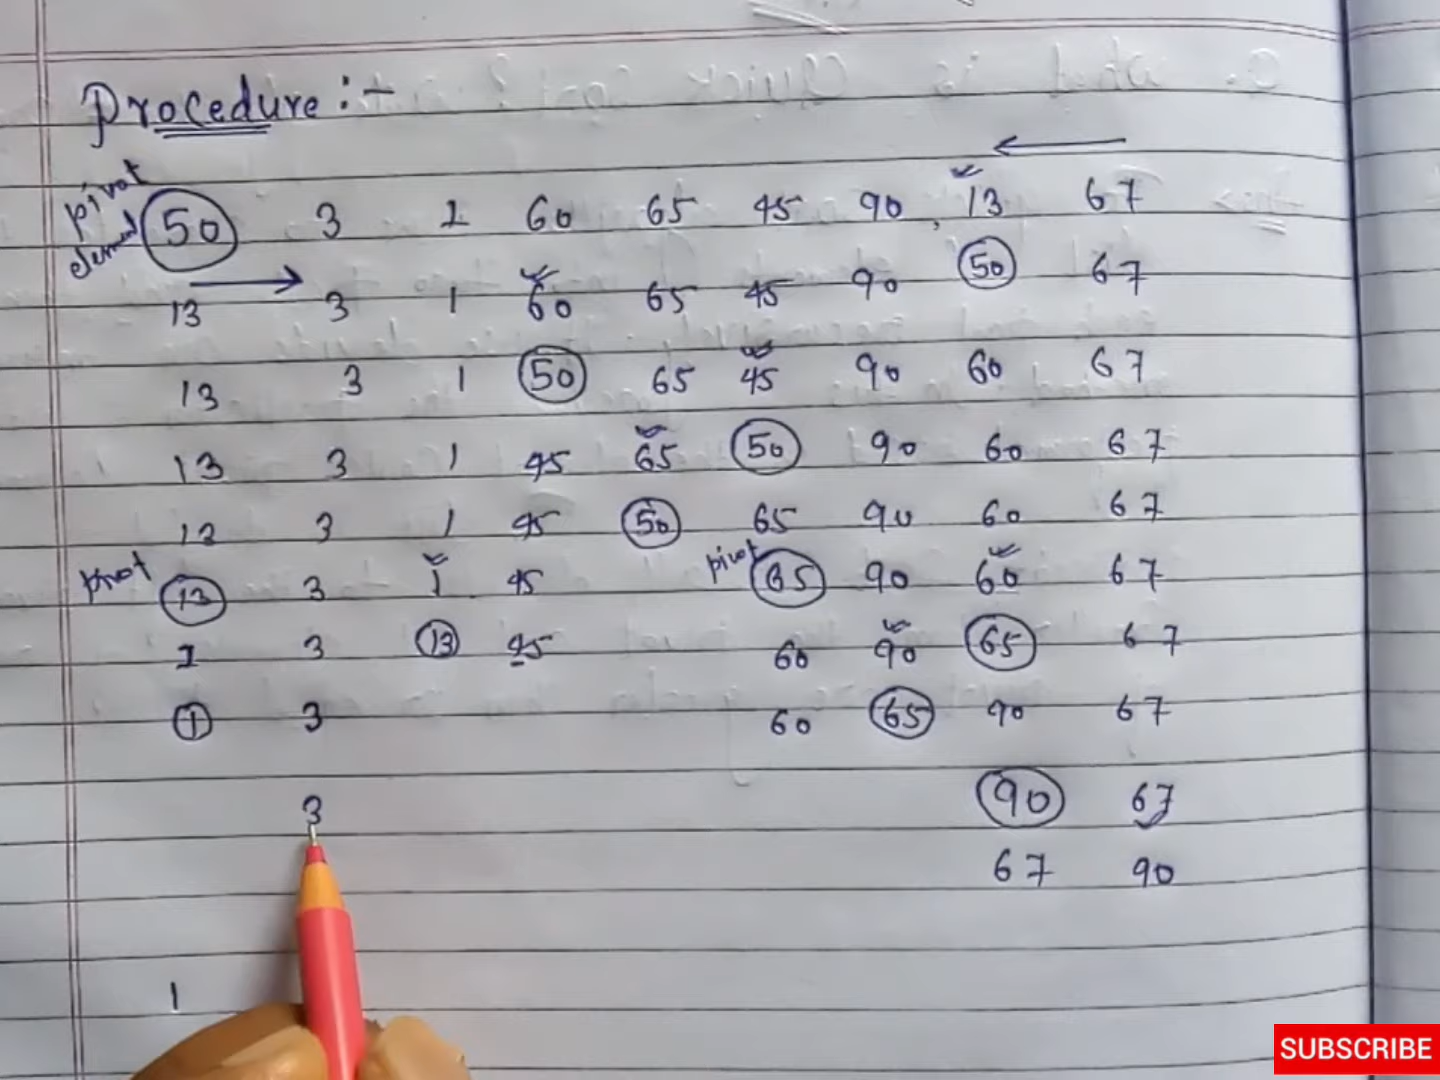 Procedure :-
pivot element 50 3 1 60 65 45 90 13 67
13 3 1 60 65 45 90 50 67
13 3 1 50 65 45 90 60 67
13 3 1 45 65 50 90 60 67
13 3 1 45 50 65 90 60 67
pivot 13 3 1 45 pivot 65 90 60 67
1 3 13 45 60 90 65 67
1 3 60 65 90 67
3 90 67
67 90
1
SUBSCRIBE